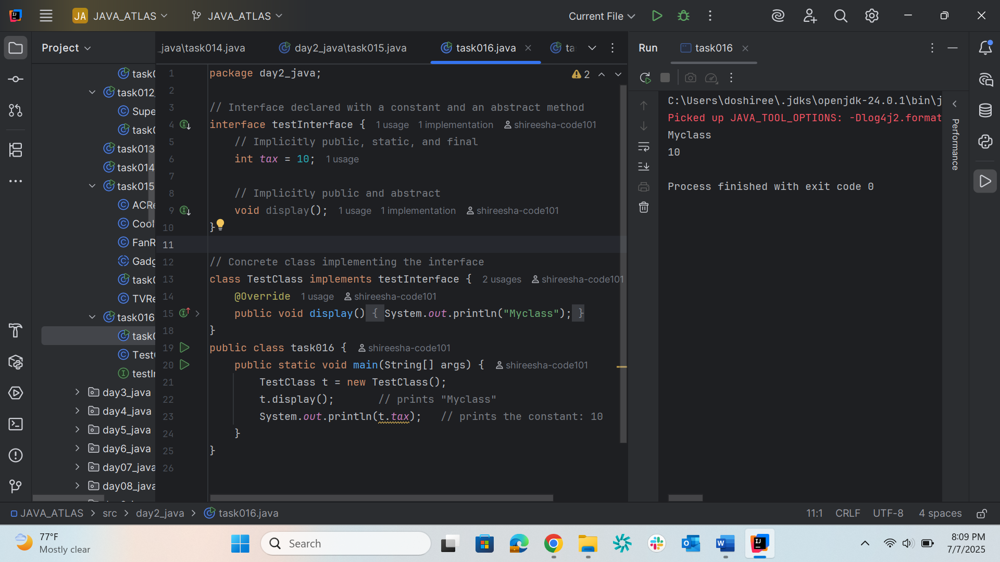 JA JAVA_ATLAS JAVA_ATLAS Current File
Project
_java\task014.java day2_java\task015.java task016.java ta
Run task016
task0
task012_
Supe
task0
task013
task014
task015
ACRe
Cool
FanR
Gadg
task0
TVRe
task016
task0
TestC
testIn
day3_java
day4_java
day5_java
day6_java
day07_java
day08_java
1 package day2_java; 2
2
3 // Interface declared with a constant and an abstract method
4 interface testInterface { 1 usage 1 implementation shireesha-code101
5 // Implicitly public, static, and final
6 int tax = 10; 1 usage
7
8 // Implicitly public and abstract
9 void display(); 1 usage 1 implementation shireesha-code101
10 }
11
12 // Concrete class implementing the interface
13 class TestClass implements testInterface { 2 usages shireesha-code101
14 @Override 1 usage shireesha-code101
15 public void display() { System.out.println("Myclass"); }
18 }
19 public class task016 { shireesha-code101
20 public static void main(String[] args) { shireesha-code101
21 TestClass t = new TestClass();
22 t.display(); // prints "Myclass"
23 System.out.println(t.tax); // prints the constant: 10
24 }
25 }
26
C:\Users\doshiree\.jdks\openjdk-24.0.1\bin\j
Picked up JAVA_TOOL_OPTIONS: -Dlog4j2.format
Myclass
10
Process finished with exit code 0
Performance
JAVA_ATLAS > src > day2_java > task016.java 11:1 CRLF UTF-8 4 spaces
77°F
Mostly clear
Search
8:09 PM
7/7/2025